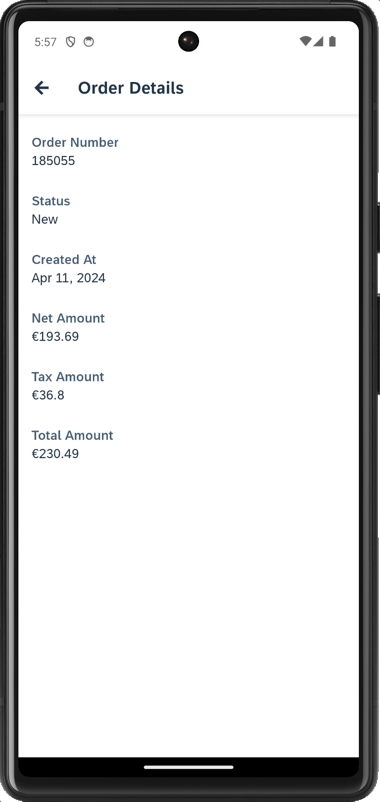 5:57
Order Details
Order Number
185055
Status
New
Created At
Apr 11, 2024
Net Amount
€193.69
Tax Amount
€36.8
Total Amount
€230.49